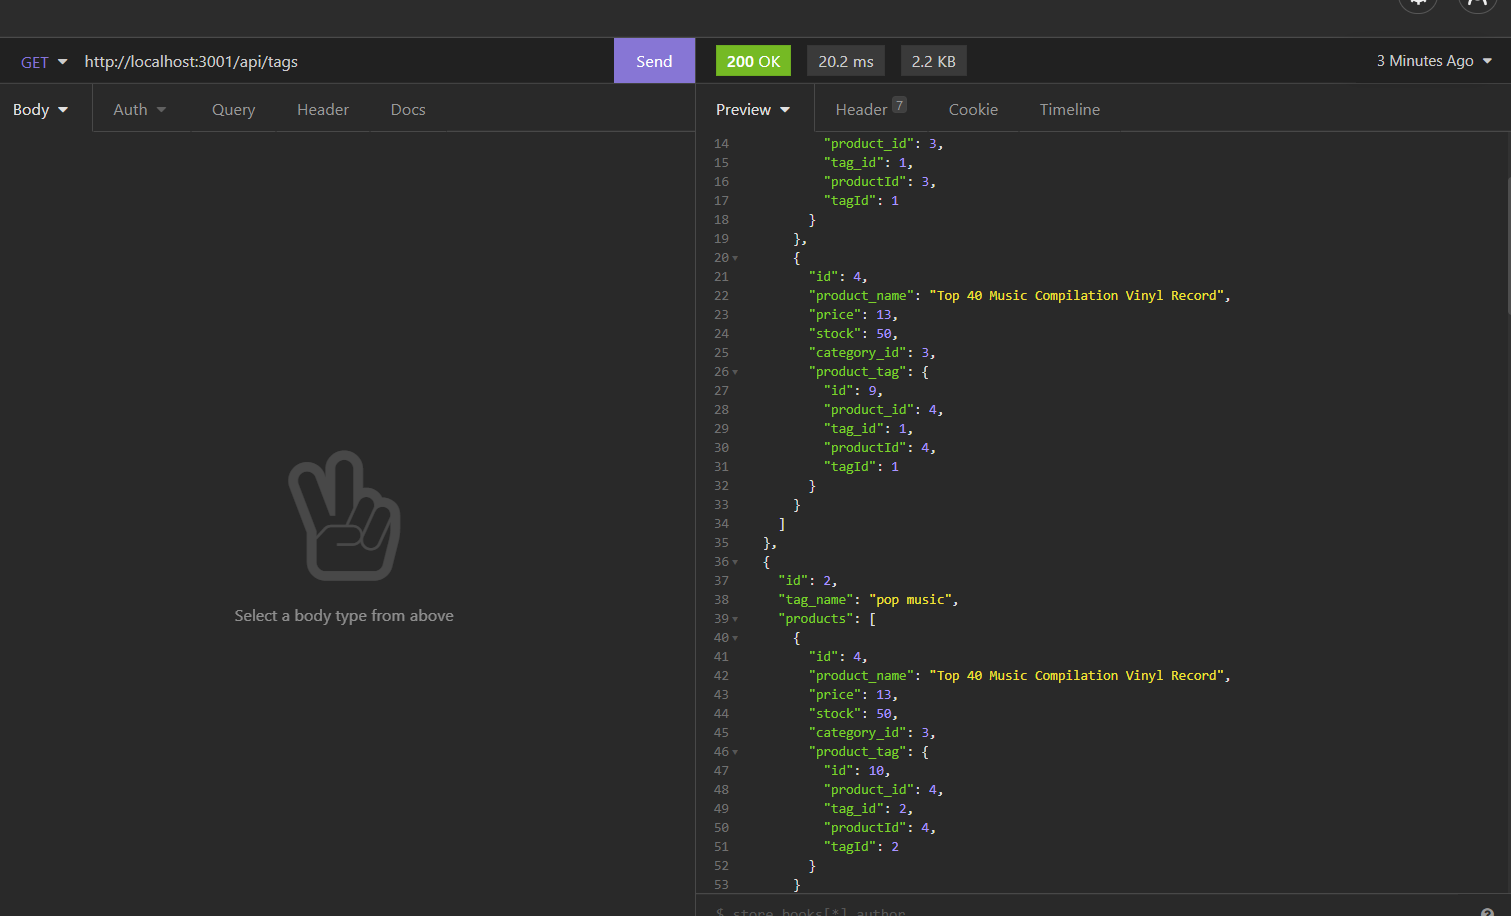 GET http://localhost:3001/api/tags Send 200 OK 20.2 ms 2.2 KB 3 Minutes Ago
Body Auth Query Header Docs
Select a body type from above
Preview Header 7 Cookie Timeline
14 "product_id": 3,
15 "tag_id": 1,
16 "productId": 3,
17 "tagId": 1
18 }
19 },
20 {
21 "id": 4,
22 "product_name": "Top 40 Music Compilation Vinyl Record",
23 "price": 13,
24 "stock": 50,
25 "category_id": 3,
26 "product_tag": {
27 "id": 9,
28 "product_id": 4,
29 "tag_id": 1,
30 "productId": 4,
31 "tagId": 1
32 }
33 }
34 ]
35 },
36 {
37 "id": 2,
38 "tag_name": "pop music",
39 "products": [
40 {
41 "id": 4,
42 "product_name": "Top 40 Music Compilation Vinyl Record",
43 "price": 13,
44 "stock": 50,
45 "category_id": 3,
46 "product_tag": {
47 "id": 10,
48 "product_id": 4,
49 "tag_id": 2,
50 "productId": 4,
51 "tagId": 2
52 }
53 }
$.store.books[*].author